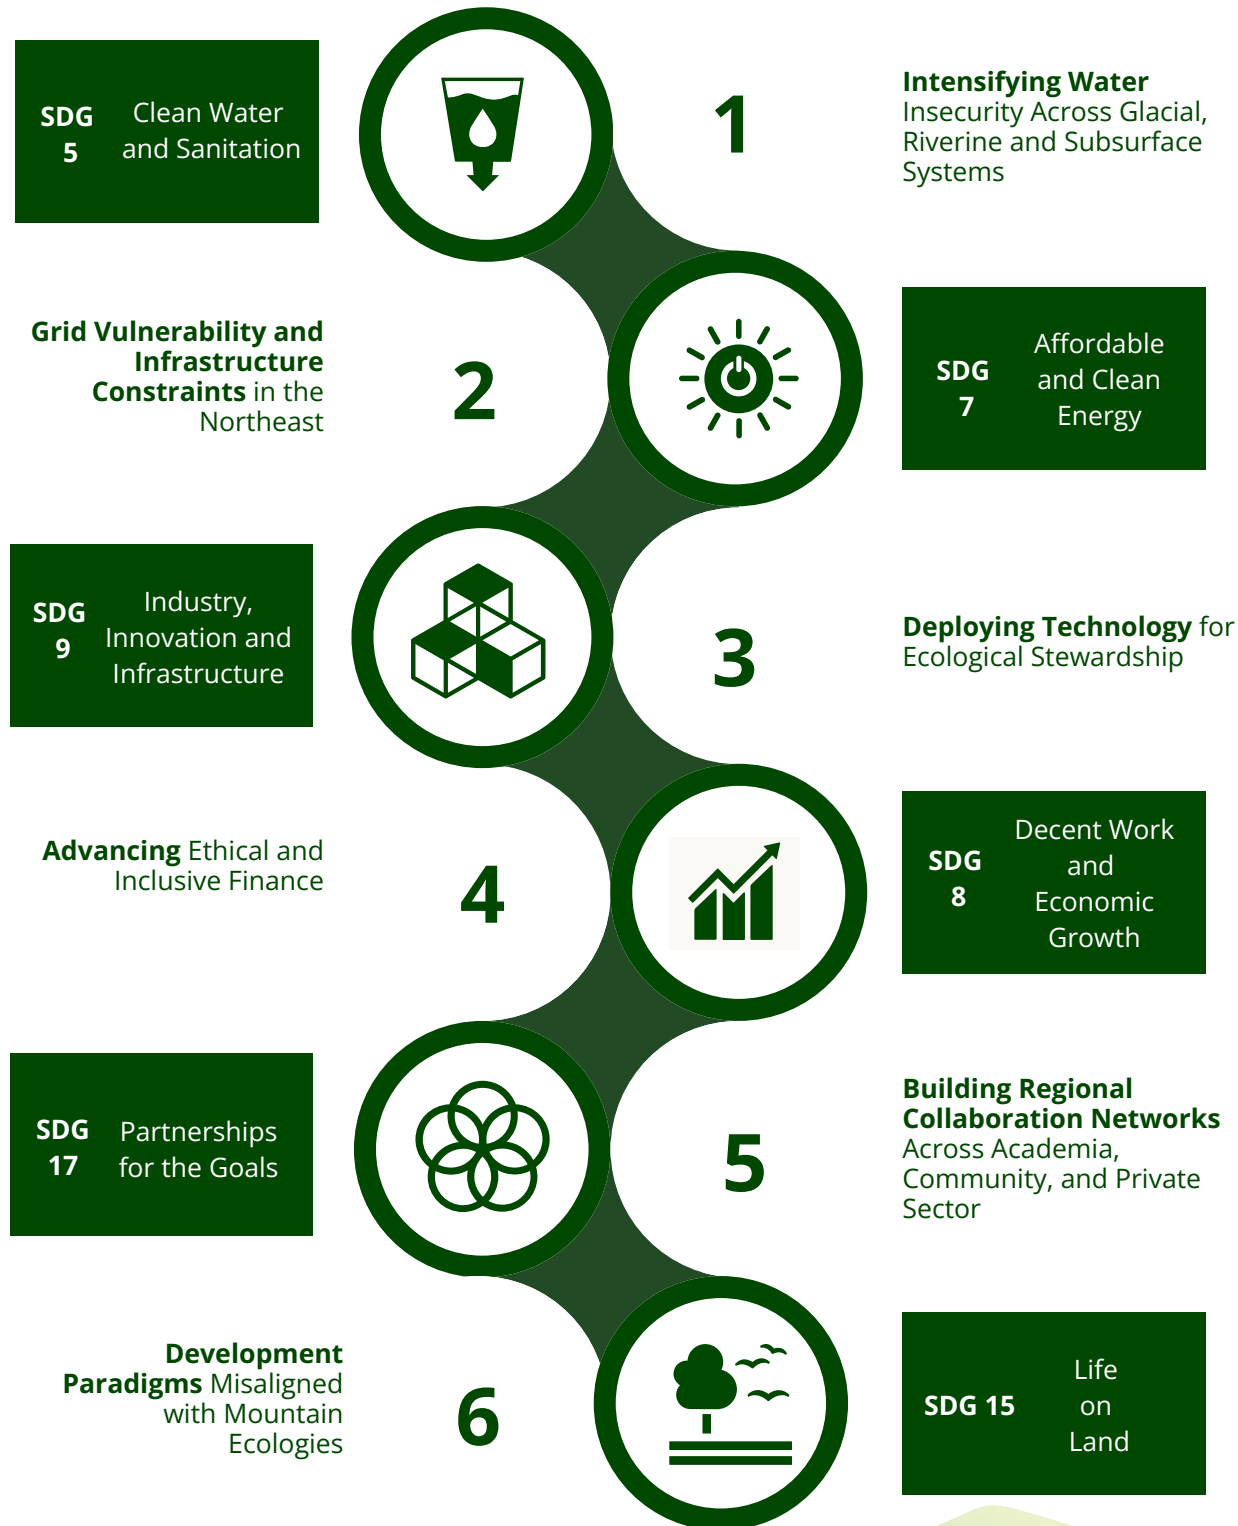 SDG
5
Clean Water
and Sanitation
1
Intensifying Water
Insecurity Across Glacial,
Riverine and Subsurface
Systems
Grid Vulnerability and
Infrastructure
Constraints in the
Northeast
2
SDG
7
Affordable
and Clean
Energy
SDG
9
Industry,
Innovation and
Infrastructure
3
Deploying Technology for
Ecological Stewardship
Advancing Ethical and
Inclusive Finance
4
SDG
8
Decent Work
and
Economic
Growth
SDG
17
Partnerships
for the Goals
5
Building Regional
Collaboration Networks
Across Academia,
Community, and Private
Sector
Development
Paradigms Misaligned
with Mountain
Ecologies
6
SDG 15
Life
on
Land